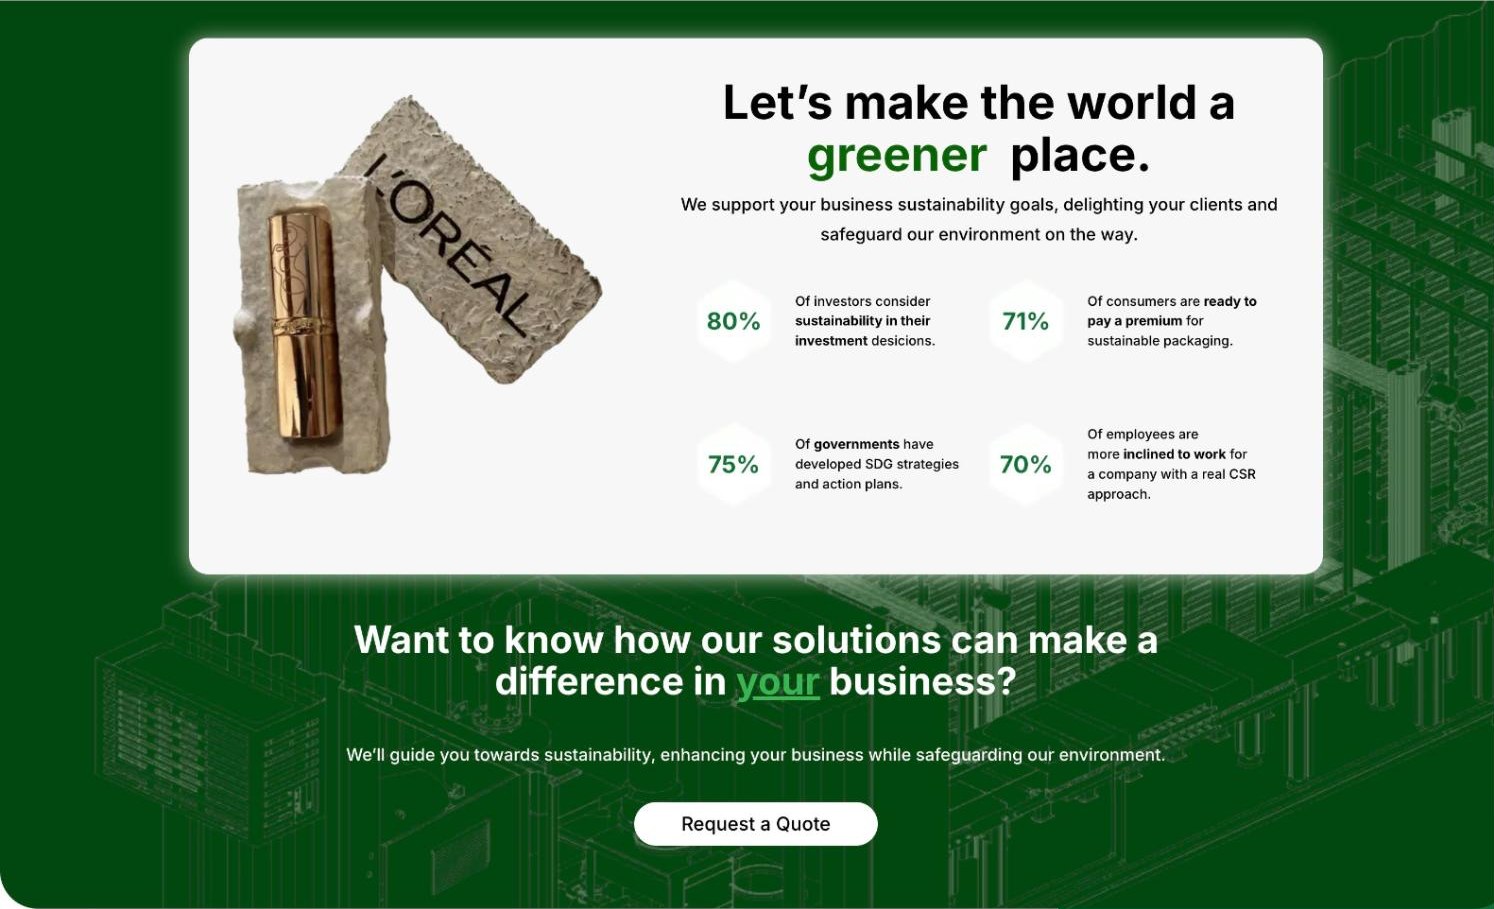 L'ORÉAL
Let’s make the world a
greener place.
We support your business sustainability goals, delighting your clients and
safeguard our environment on the way.
80%
Of investors consider
sustainability in their
investment desicions.
71%
Of consumers are ready to
pay a premium for
sustainable packaging.
75%
Of governments have
developed SDG strategies
and action plans.
70%
Of employees are
more inclined to work for
a company with a real CSR
approach.
Want to know how our solutions can make a
difference in your business?
We’ll guide you towards sustainability, enhancing your business while safeguarding our environment.
Request a Quote